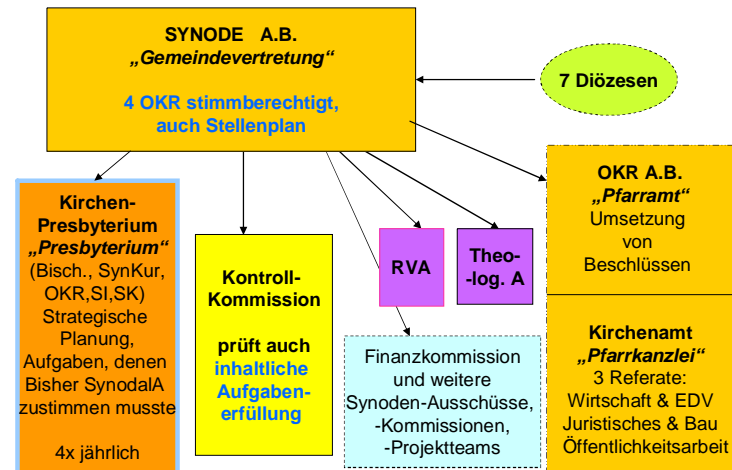 SYNODE A.B.
„Gemeindevertretung“
4 OKR stimmberechtigt,
auch Stellenplan
7 Diözesen
Kirchen-
Presbyterium
„Presbyterium“
(Bisch., SynKur,
OKR,SI,SK)
Strategische
Planung,
Aufgaben, denen
Bisher SynodalA
zustimmen musste
4x jährlich
Kontroll-
Kommission
prüft auch
inhaltliche
Aufgaben-
erfüllung
RVA
Theo-
-log. A
Finanzkommission
und weitere
Synoden-Ausschüsse,
-Kommissionen,
-Projektteams
OKR A.B.
„Pfarramt“
Umsetzung
von
Beschlüssen
Kirchenamt
„Pfarrkanzlei“
3 Referate:
Wirtschaft & EDV
Juristisches & Bau
Öffentlichkeitsarbeit